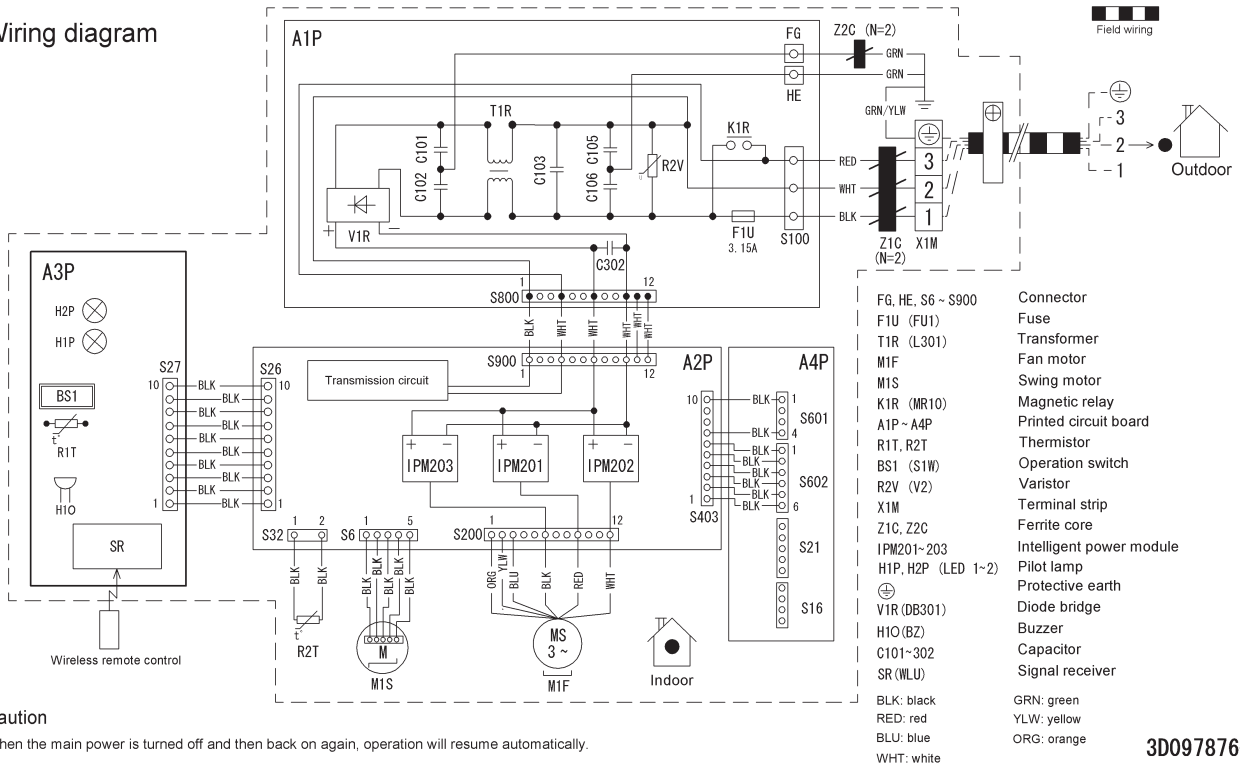 iring diagram
Field wiring
A1P
FG
Z2C (N=2)
GRN
GRN
HE
GRN/YLW
T1R
K1R
C101
C102
C103
C105
C106
R2V
RED
WHT
BLK
3
2
1
3
2
1
Outdoor
F1U
3.15A
S100
Z1C
(N=2)
X1M
+
−
V1R
C302
1
12
S800
BLK
WHT
WHT
WHT
WHT
WHT
S900
1
12
A3P
H2P
H1P
BS1
t°
R1T
H1O
SR
Wireless remote control
S27
10
1
BLK
BLK
BLK
BLK
BLK
BLK
BLK
BLK
BLK
BLK
S26
10
1
A2P
Transmission circuit
+ −
IPM203
+ −
IPM201
+ −
IPM202
10
1
S403
A4P
BLK
BLK
BLK
BLK
BLK
BLK
BLK
BLK
1
S601
4
1
S602
6
S21
S16
S32
1 2
BLK
BLK
t°
R2T
S6
1 5
BLK
BLK
BLK
BLK
BLK
M
M1S
S200
1 12
ORG
YLW
BLU
BLK
RED
WHT
MS
3 ~
M1F
Indoor
FG, HE, S6 ~ S900 Connector
F1U (FU1) Fuse
T1R (L301) Transformer
M1F Fan motor
M1S Swing motor
K1R (MR10) Magnetic relay
A1P ~ A4P Printed circuit board
R1T, R2T Thermistor
BS1 (S1W) Operation switch
R2V (V2) Varistor
X1M Terminal strip
Z1C, Z2C Ferrite core
IPM201~203 Intelligent power module
H1P, H2P (LED 1~2) Pilot lamp
Protective earth
V1R(DB301) Diode bridge
H1O(BZ) Buzzer
C101~302 Capacitor
SR(WLU) Signal receiver
BLK: black GRN: green
RED: red YLW: yellow
BLU: blue ORG: orange
WHT: white
aution
hen the main power is turned off and then back on again, operation will resume automatically.
3D097876